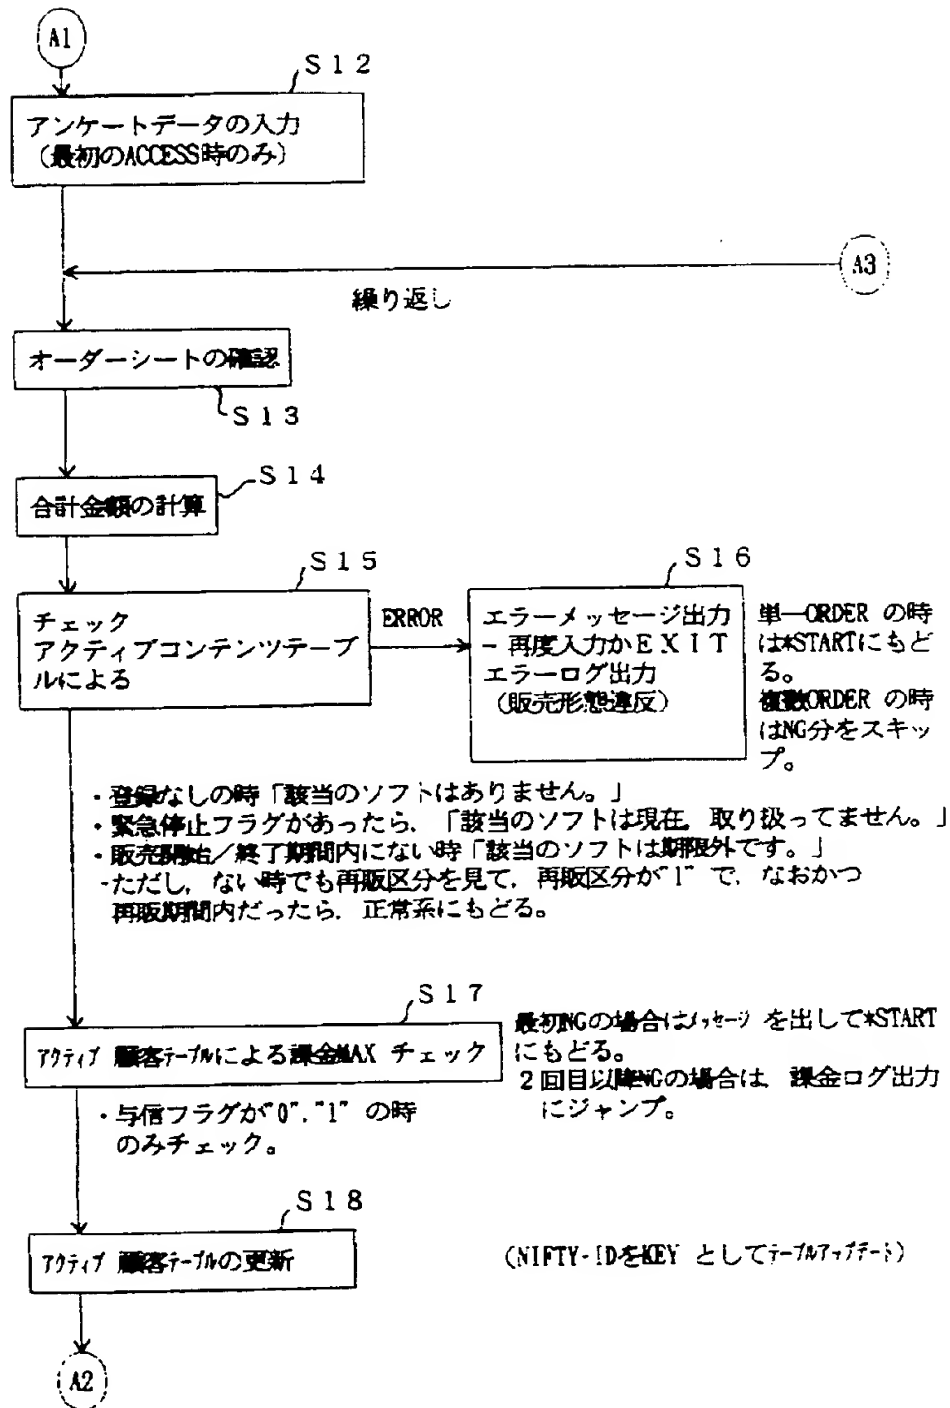 A1
S12
アンケートデータの入力
（最初のACCESS時のみ）
A3
繰り返し
オーダーシートの確認
S13
S14
合計金額の計算
S15
チェック
アクティブコンテンツテーブ
ルによる
ERROR
S16
エラーメッセージ出力
－再度入力かEXIT
エラーログ出力
（販売形態違反）
単一ORDER の時
は*STARTにもど
る。
複数ORDER の時
はNG分をスキッ
プ。
・登録なしの時「該当のソフトはありません。」
・緊急停止フラグがあったら，「該当のソフトは現在，取り扱ってません。」
・販売開始／終了期間内にない時「該当のソフトは期限外です。」
-ただし，ない時でも再販区分を見て，再販区分が"1" で，なおかつ
再販期間内だったら，正常系にもどる。
S17
アクティブ 顧客テーブルによる課金MAX チェック
最初NGの場合はメッセージ を出して*START
にもどる。
2回目以降NGの場合は，課金ログ出力
にジャンプ。
・与信フラグが"0"，"1" の時
のみチェック。
S18
アクティブ 顧客テーブルの更新
（NIFTY-IDをKEY としてテーブルアップデート）
A2